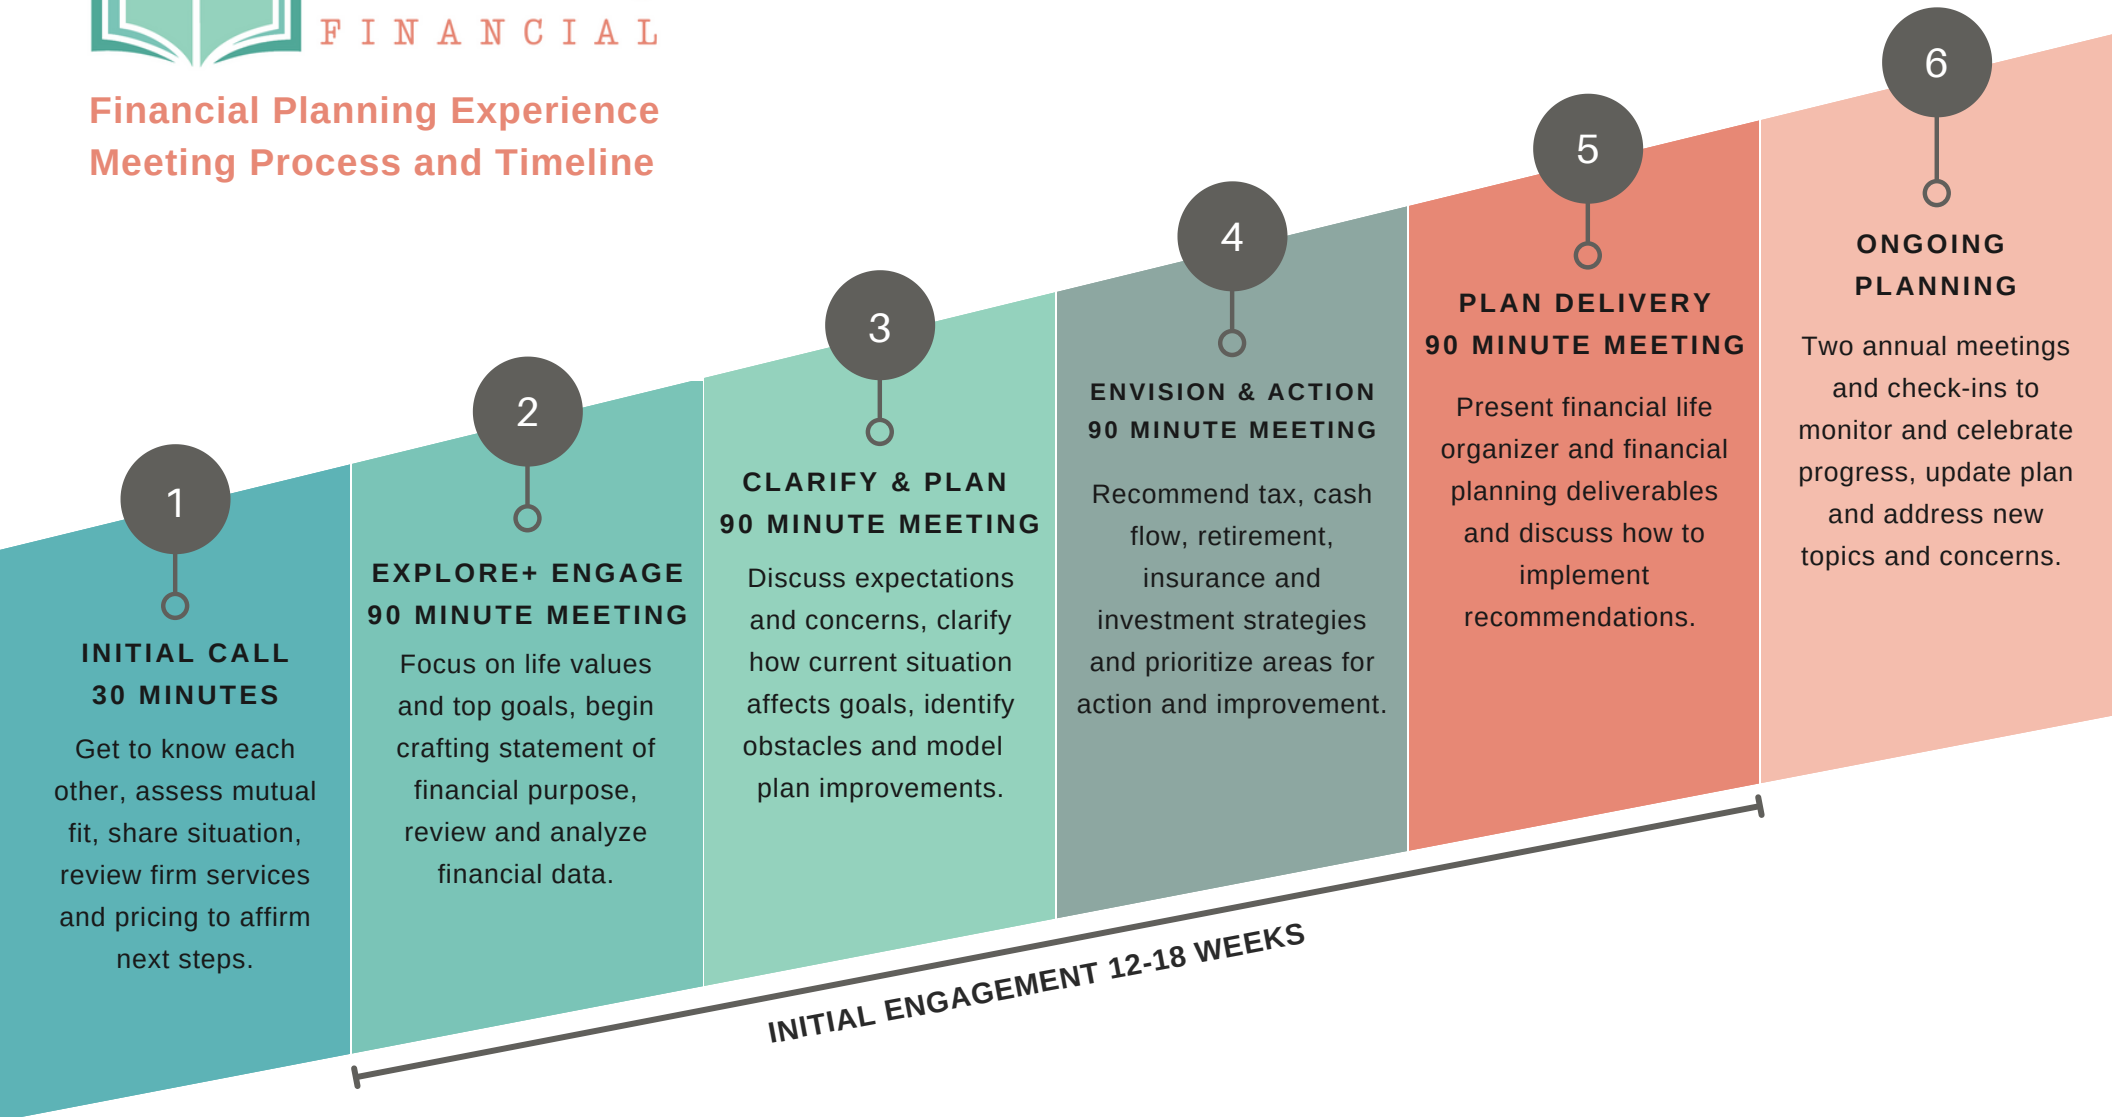 FINANCIAL
Financial Planning Experience
Meeting Process and Timeline
1
INITIAL CALL
30 MINUTES
Get to know each
other, assess mutual
fit, share situation,
review firm services
and pricing to affirm
next steps.
2
EXPLORE+ ENGAGE
90 MINUTE MEETING
Focus on life values
and top goals, begin
crafting statement of
financial purpose,
review and analyze
financial data.
3
CLARIFY & PLAN
90 MINUTE MEETING
Discuss expectations
and concerns, clarify
how current situation
affects goals, identify
obstacles and model
plan improvements.
4
ENVISION & ACTION
90 MINUTE MEETING
Recommend tax, cash
flow, retirement,
insurance and
investment strategies
and prioritize areas for
action and improvement.
5
PLAN DELIVERY
90 MINUTE MEETING
Present financial life
organizer and financial
planning deliverables
and discuss how to
implement
recommendations.
6
ONGOING
PLANNING
Two annual meetings
and check-ins to
monitor and celebrate
progress, update plan
and address new
topics and concerns.
INITIAL ENGAGEMENT 12-18 WEEKS